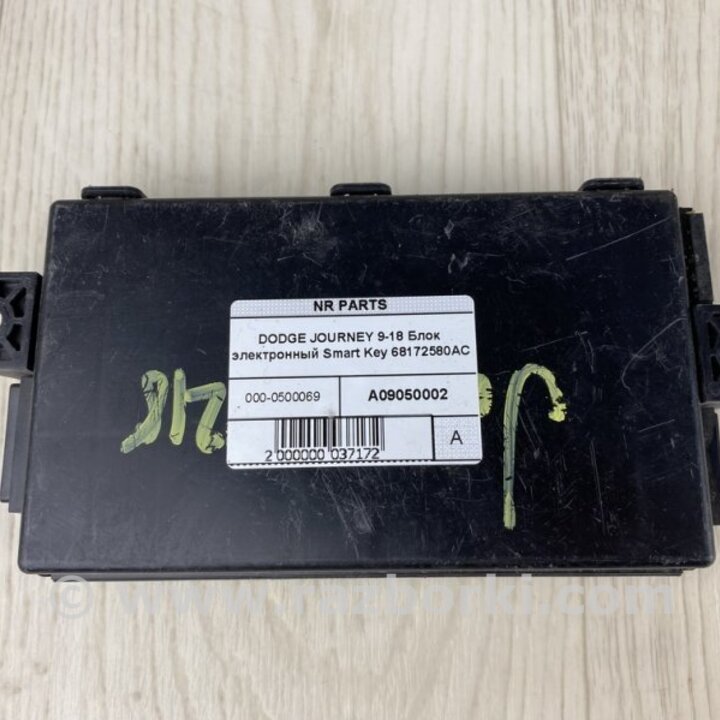 NR PARTS
DODGE JOURNEY 9-18 Блок
электронный Smart Key 68172580AC
000-0500069
A09050002
A
2 000000 037172
© www.razborki.com